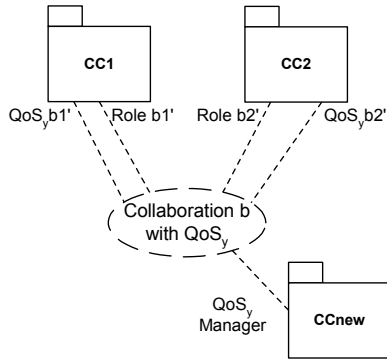 CC1
CC2
QoSyb1' Role b1' Role b2' QoSyb2'
Collaboration b
with QoSy
QoSy
Manager
CCnew